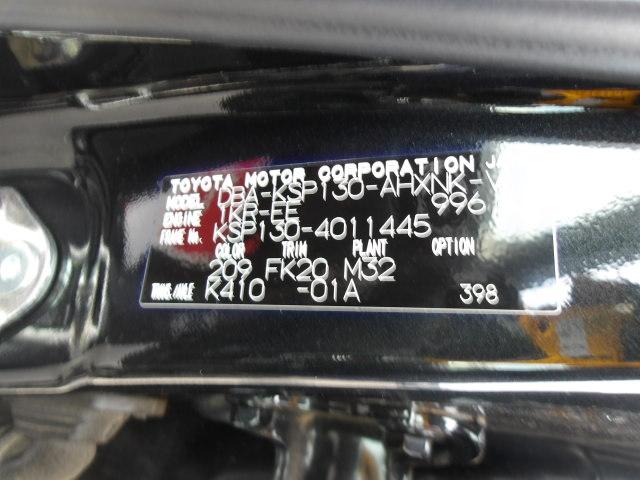 TOYOTA MOTOR CORPORATION
MODEL DBA-KSP130-AHXNK-
ENGINE 1KR-FE 996
FRAME No. KSP130-4011445
COLOR TRIM PLANT OPTION
209 FK20 M32
TRANS/AXLE K410 -01A 398